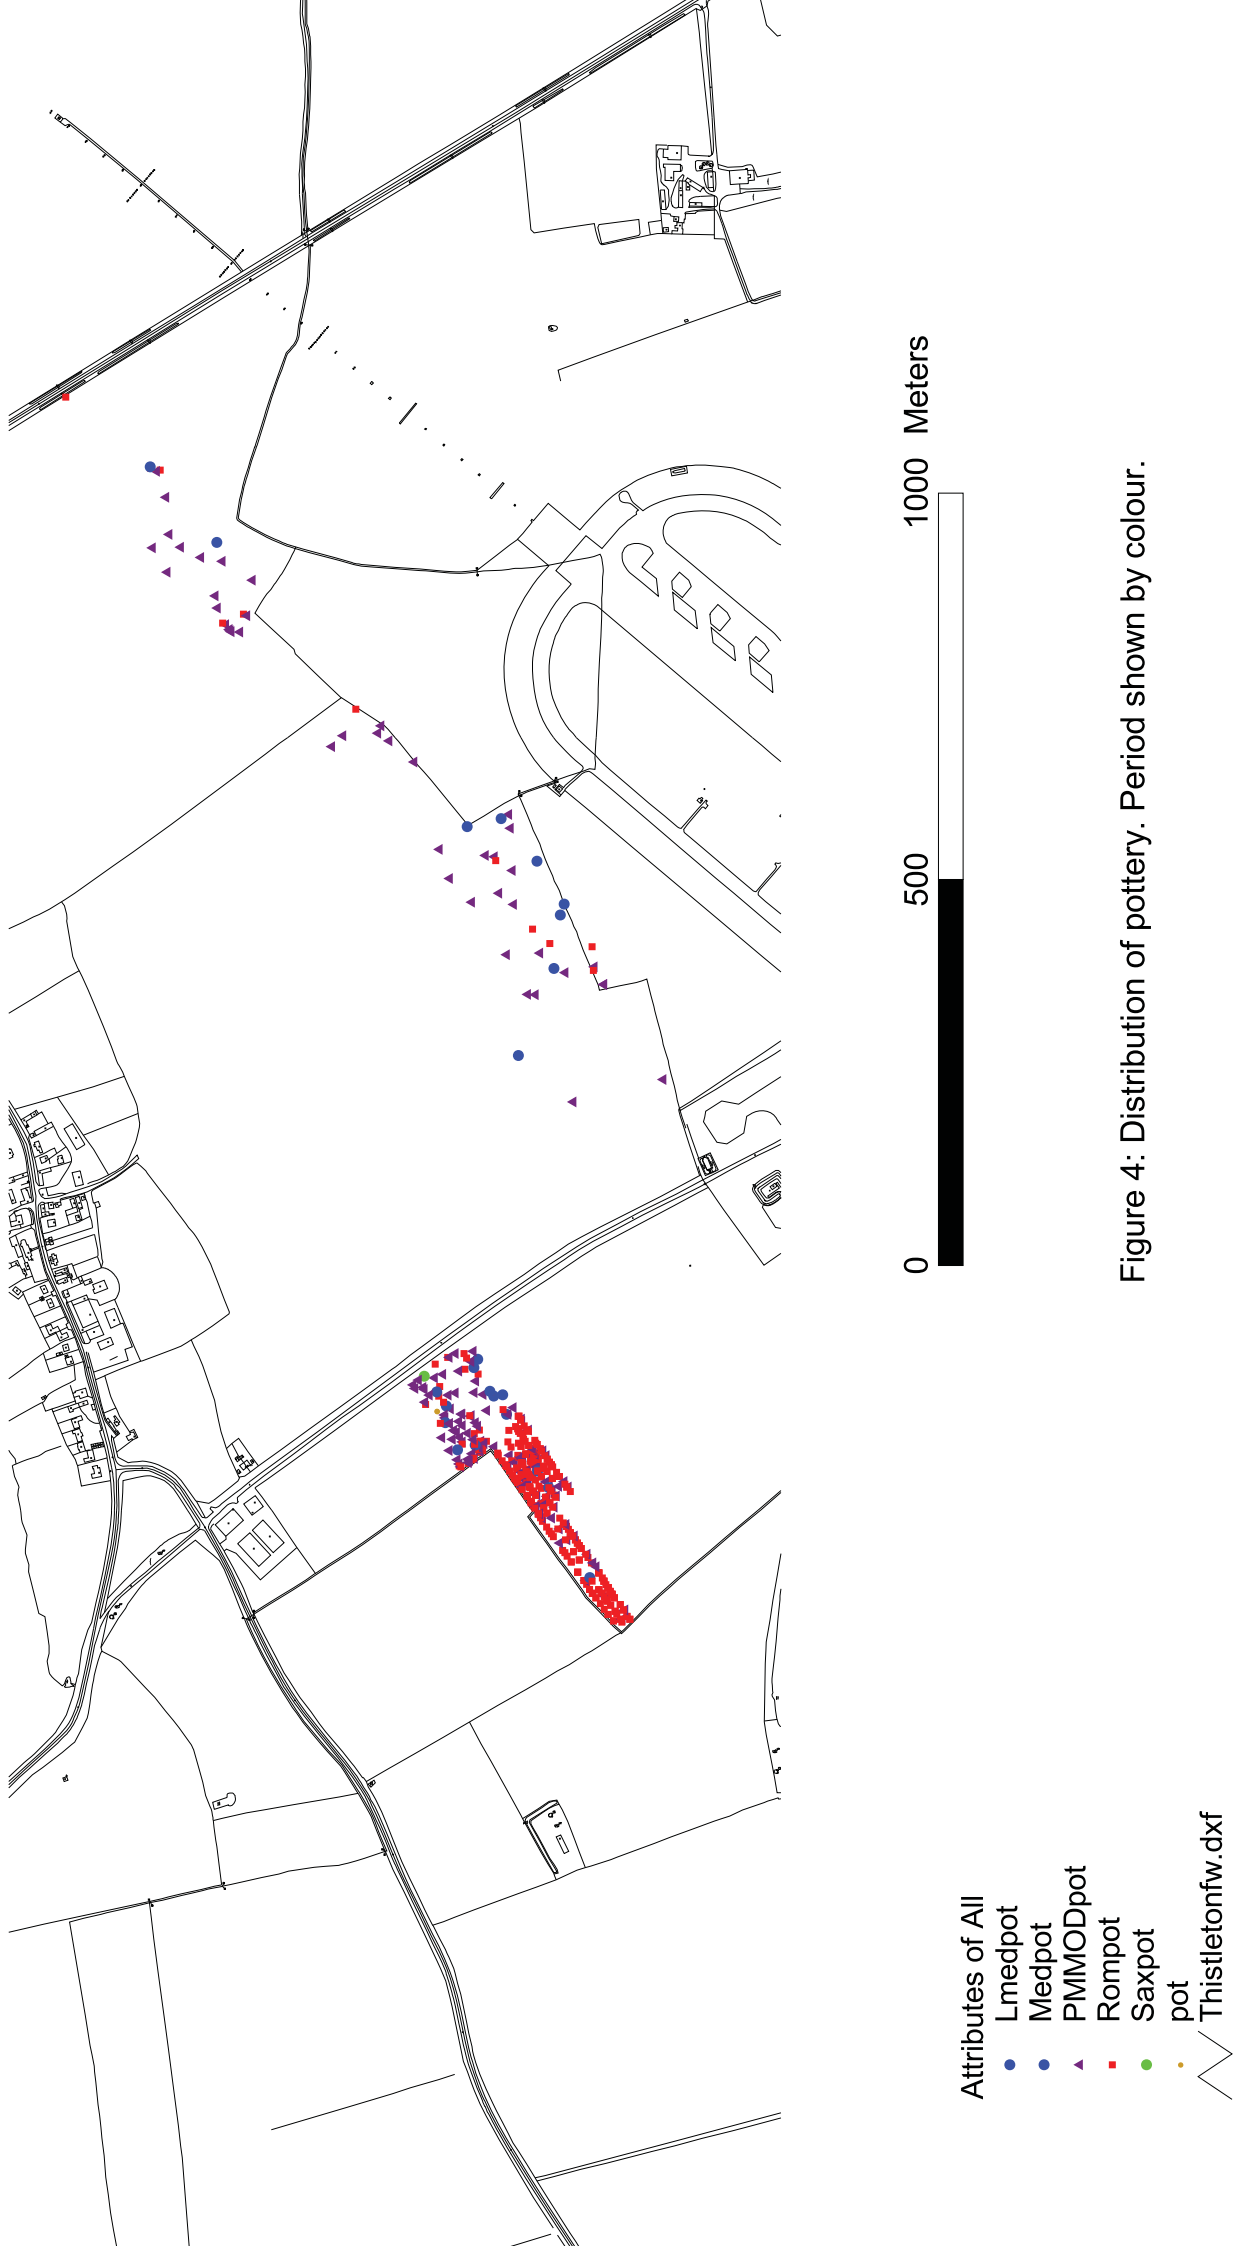 Attributes of All
Lmedpot
Medpot
PMMODpot
Rompot
Saxpot
pot
Thistletonfw.dxf
0 500 1000 Meters
Figure 4: Distribution of pottery. Period shown by colour.